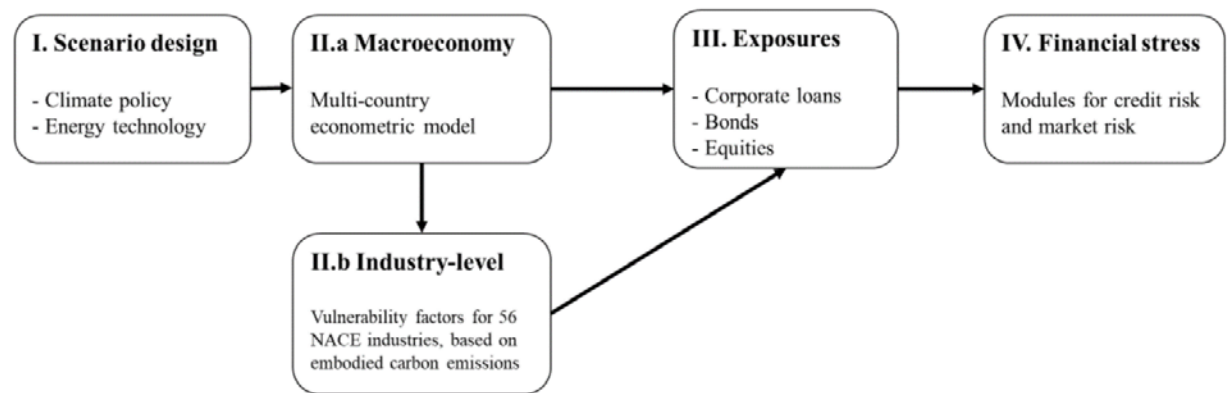 I. Scenario design
- Climate policy
- Energy technology
II.a Macroeconomy
Multi-country
econometric model
III. Exposures
- Corporate loans
- Bonds
- Equities
IV. Financial stress
Modules for credit risk
and market risk
II.b Industry-level
Vulnerability factors for 56
NACE industries, based on
embodied carbon emissions